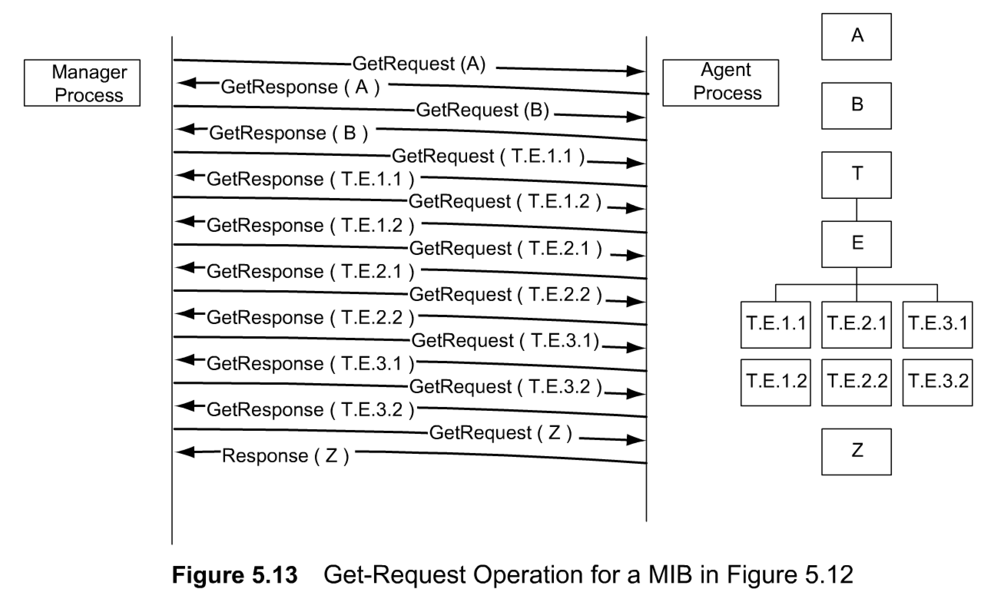 Manager
Process
Agent
Process
GetRequest (A)
GetResponse ( A )
GetRequest (B)
GetResponse ( B )
GetRequest ( T.E.1.1 )
GetResponse ( T.E.1.1 )
GetRequest ( T.E.1.2 )
GetResponse ( T.E.1.2 )
GetRequest ( T.E.2.1 )
GetResponse ( T.E.2.1 )
GetRequest ( T.E.2.2 )
GetResponse ( T.E.2.2 )
GetRequest ( T.E.3.1)
GetResponse ( T.E.3.1 )
GetRequest ( T.E.3.2 )
GetResponse ( T.E.3.2 )
GetRequest ( Z )
Response ( Z )
A
B
T
E
T.E.1.1 T.E.2.1 T.E.3.1
T.E.1.2 T.E.2.2 T.E.3.2
Z
Figure 5.13 Get-Request Operation for a MIB in Figure 5.12